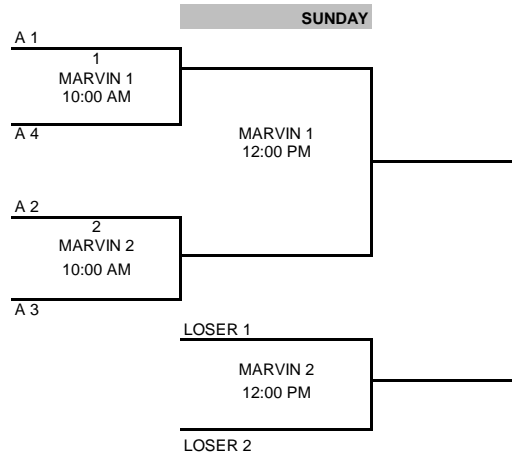 SUNDAY
A 1
1
MARVIN 1
10:00 AM
A 4
MARVIN 1
12:00 PM
A 2
2
MARVIN 2
10:00 AM
A 3
LOSER 1
MARVIN 2
12:00 PM
LOSER 2